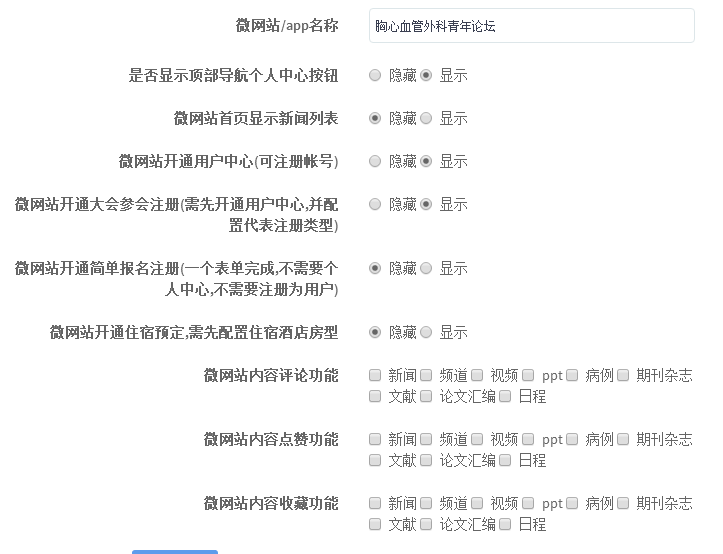 微网站/app名称 胸心血管外科青年论坛
是否显示顶部导航个人中心按钮 隐藏 显示
微网站首页显示新闻列表 隐藏 显示
微网站开通用户中心(可注册帐号) 隐藏 显示
微网站开通大会参会注册(需先开通用户中心,并配 隐藏 显示
置代表注册类型)
微网站开通简单报名注册(一个表单完成,不需要个 隐藏 显示
人中心,不需要注册为用户)
微网站开通住宿预定,需先配置住宿酒店房型 隐藏 显示
微网站内容评论功能 新闻 频道 视频 ppt 病例 期刊杂志
文献 论文汇编 日程
微网站内容点赞功能 新闻 频道 视频 ppt 病例 期刊杂志
文献 论文汇编 日程
微网站内容收藏功能 新闻 频道 视频 ppt 病例 期刊杂志
文献 论文汇编 日程